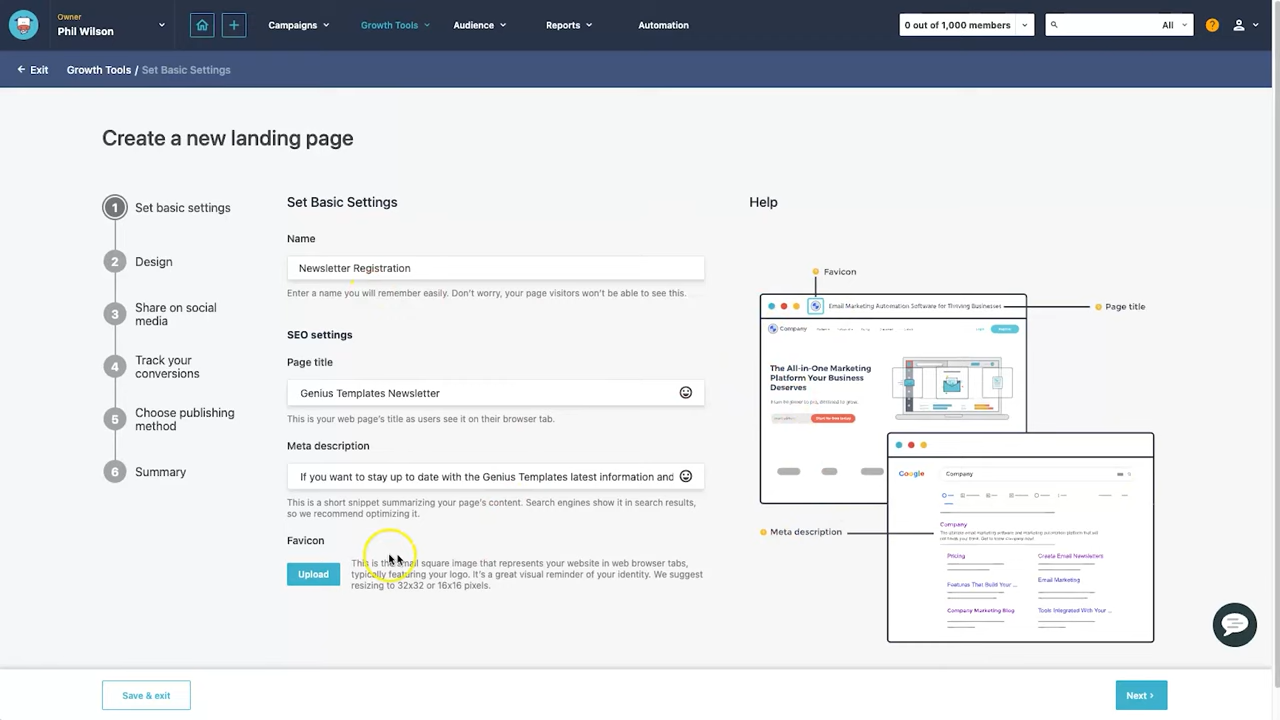 Owner
Phil Wilson
Campaigns
Growth Tools
Audience
Reports
Automation
0 out of 1,000 members
All
?
Exit
Growth Tools / Set Basic Settings
Create a new landing page
1 Set basic settings
2 Design
3 Share on social
media
4 Track your
conversions
5 Choose publishing
method
6 Summary
Set Basic Settings
Name
Newsletter Registration
Enter a name you will remember easily. Don't worry, your page visitors won't be able to see this.
SEO settings
Page title
Genius Templates Newsletter
This is your web page's title as users see it on their browser tab.
Meta description
If you want to stay up to date with the Genius Templates latest information and
This is a short snippet summarizing your page's content. Search engines show it in search results,
so we recommend optimizing it.
Favicon
Upload
This is the small square image that represents your website in web browser tabs,
typically featuring your logo. It's a great visual reminder of your identity. We suggest
resizing to 32x32 or 16x16 pixels.
Help
Favicon
Email Marketing Automation Software for Thriving Businesses
Page title
Company
The All-in-One Marketing
Platform Your Business
Deserves
Google
Company
Meta description
Company
Pricing
Create Email Newsletters
Features That Build Your ...
Email Marketing
Company Marketing Blog
Tools Integrated With Your ...
Save & exit
Next >